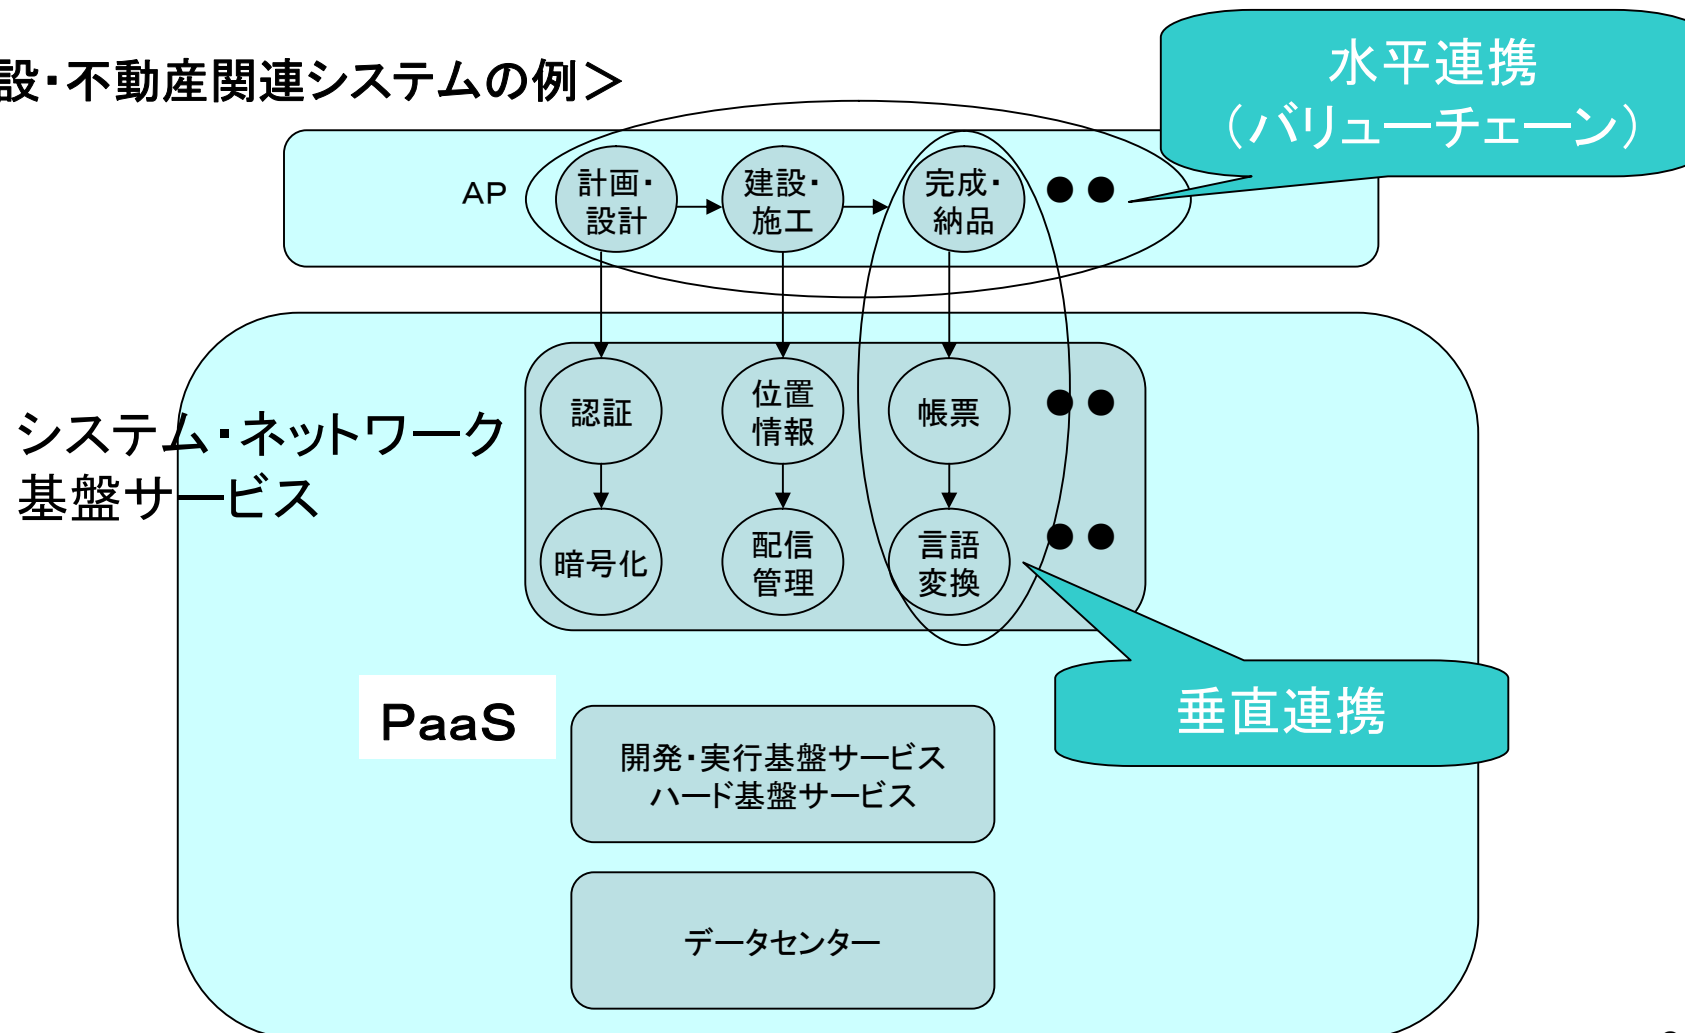 設・不動産関連システムの例＞
水平連携
（バリューチェーン）
ＡＰ
計画・
設計
建設・
施工
完成・
納品
●●
システム・ネットワーク
基盤サービス
認証
位置
情報
帳票
●●
暗号化
配信
管理
言語
変換
●●
垂直連携
ＰａａＳ
開発・実行基盤サービス
ハード基盤サービス
データセンター